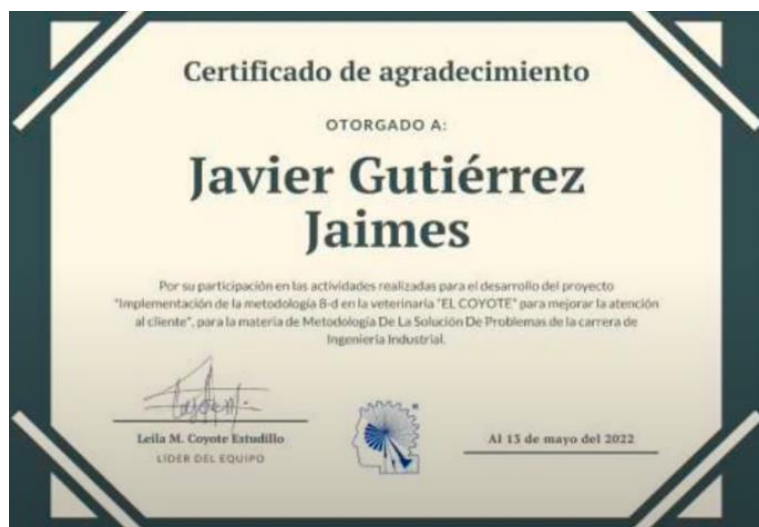 Certificado de agradecimiento
OTORGADO A:
Javier Gutiérrez
Jaimes
Por su participación en las actividades realizadas para el desarrollo del proyecto
"Implementación de la metodología 8-d en la veterinaria "EL COYOTE" para mejorar la atención
al cliente", para la materia de Metodología De La Solución De Problemas de la carrera de
Ingeniería Industrial.
Leila M. Coyote Estudillo
LÍDER DEL EQUIPO
Al 13 de mayo del 2022